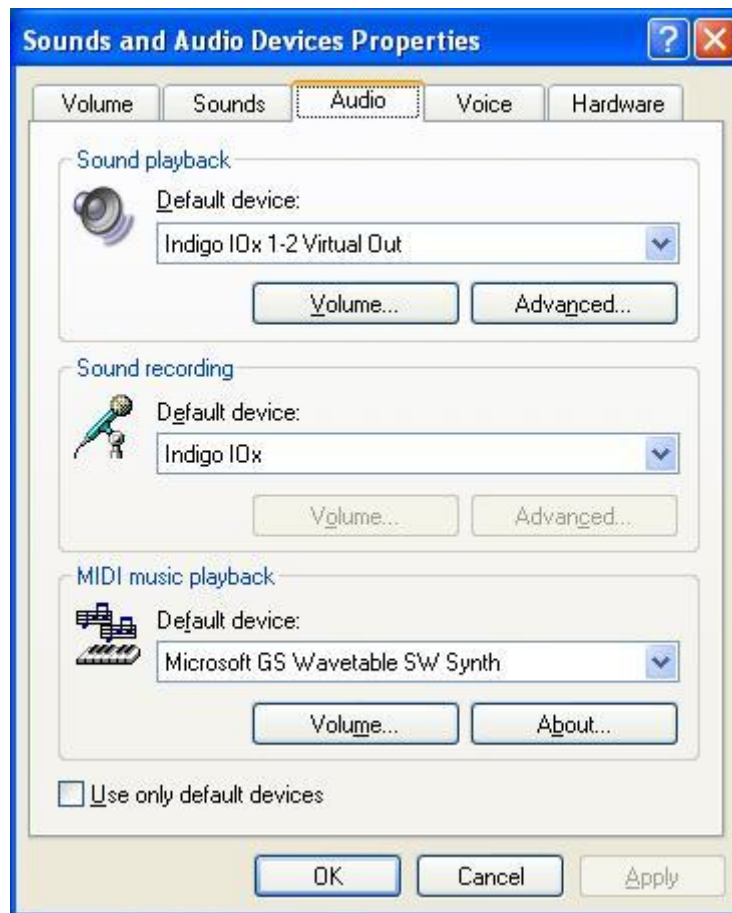 Sounds and Audio Devices Properties
?
Volume Sounds Audio Voice Hardware
Sound playback
Default device:
Indigo IOx 1-2 Virtual Out
Volume... Advanced...
Sound recording
Default device:
Indigo IOx
Volume... Advanced...
MIDI music playback
Default device:
Microsoft GS Wavetable SW Synth
Volume... About...
Use only default devices
OK Cancel Apply